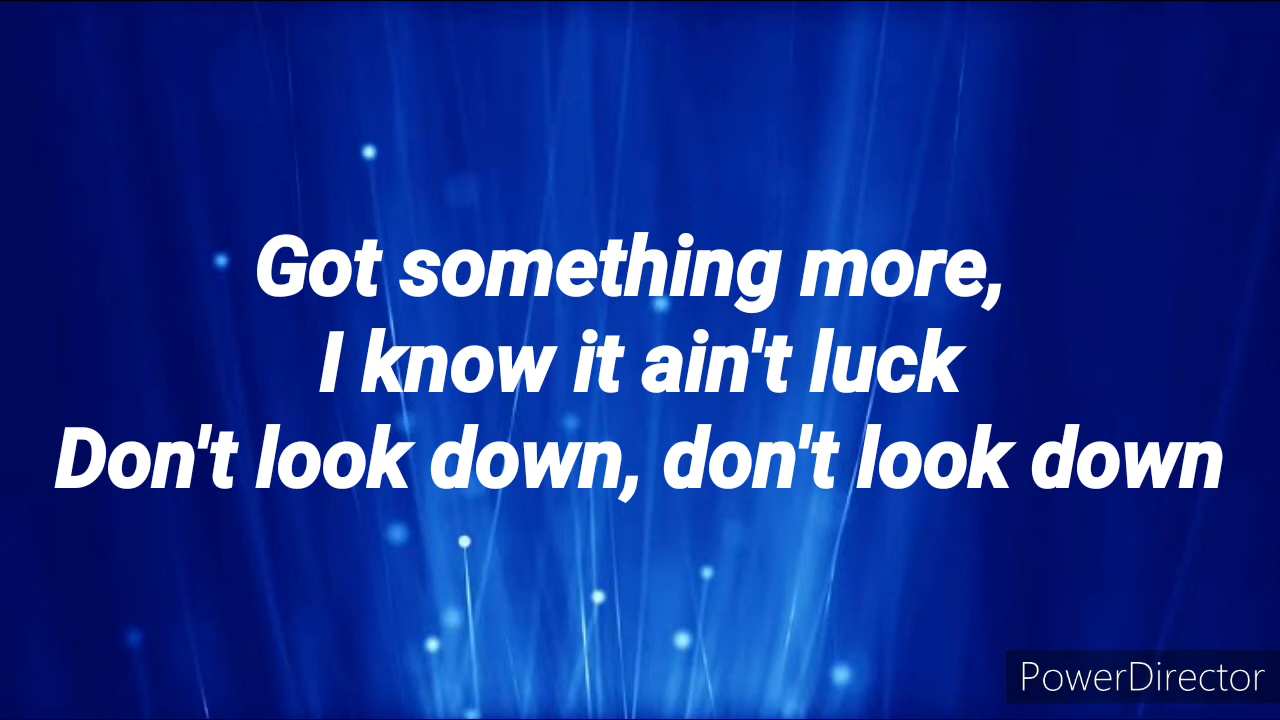 Got something more,
I know it ain't luck
Don't look down, don't look down
PowerDirector